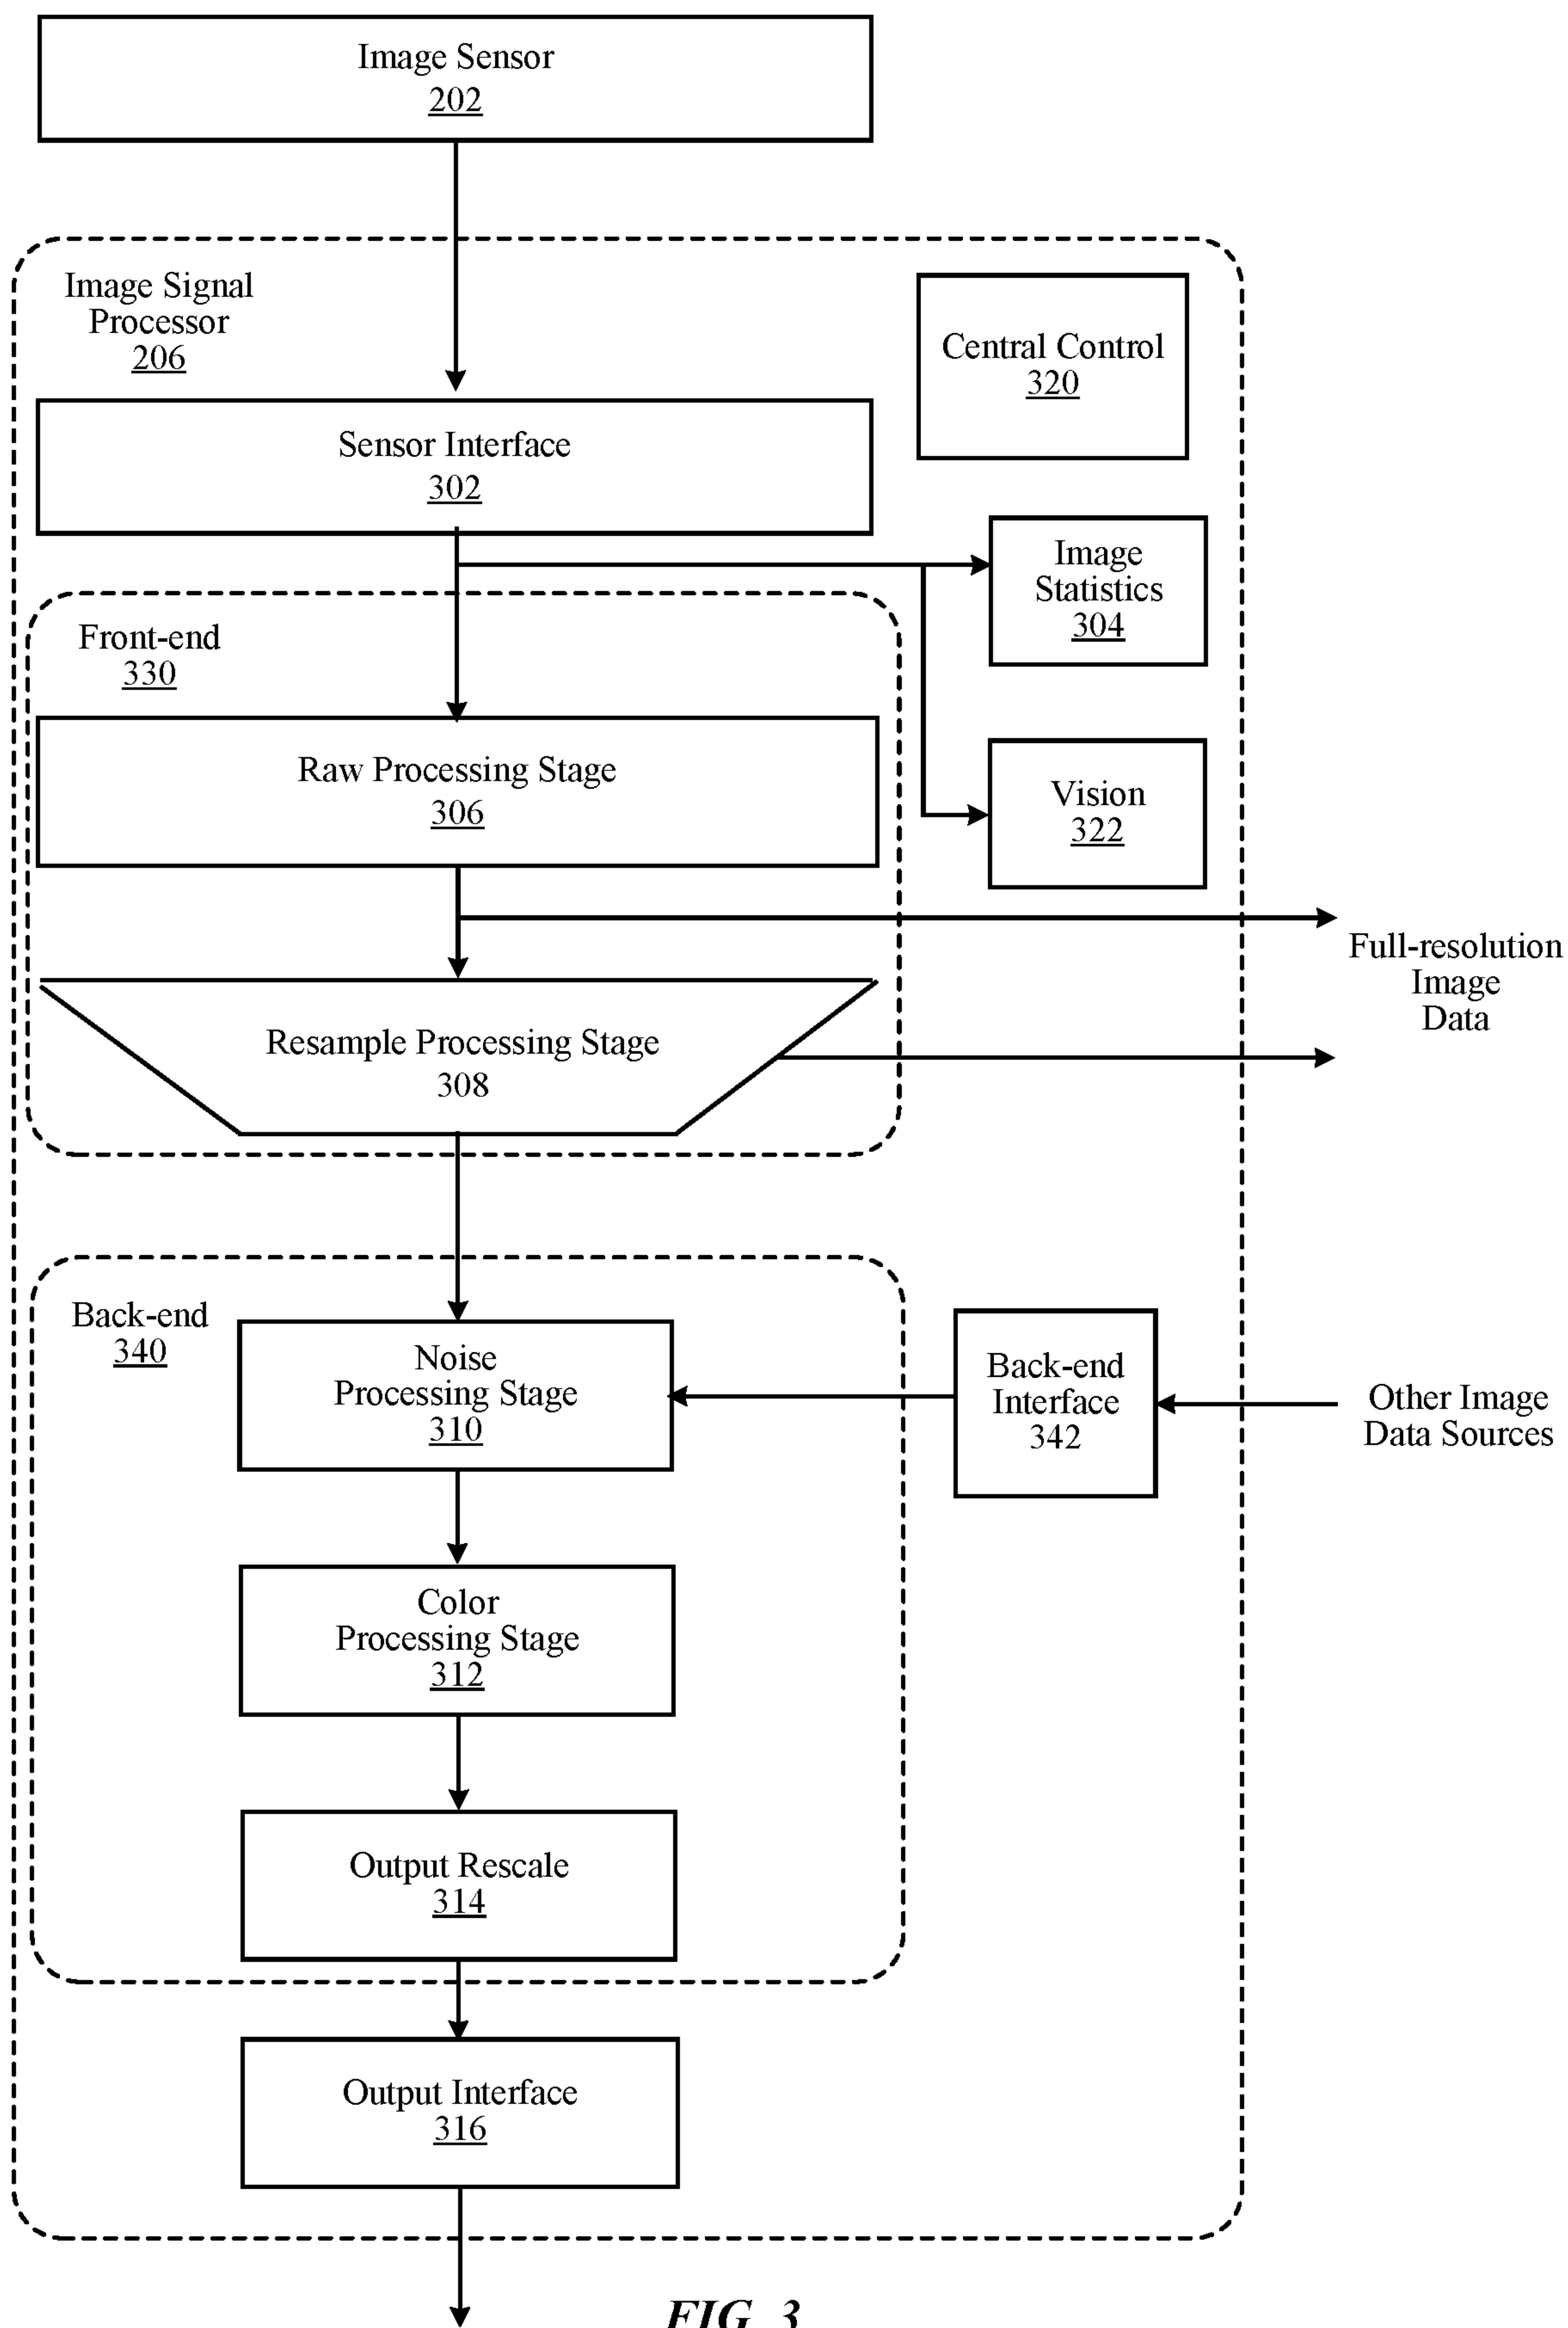 Image Sensor
202
Image Signal
Processor
206
Central Control
320
Sensor Interface
302
Image
Statistics
304
Front-end
330
Raw Processing Stage
306
Vision
322
Full-resolution
Image
Data
Resample Processing Stage
308
Back-end
340
Noise
Processing Stage
310
Back-end
Interface
342
Other Image
Data Sources
Color
Processing Stage
312
Output Rescale
314
Output Interface
316
FIG. 3